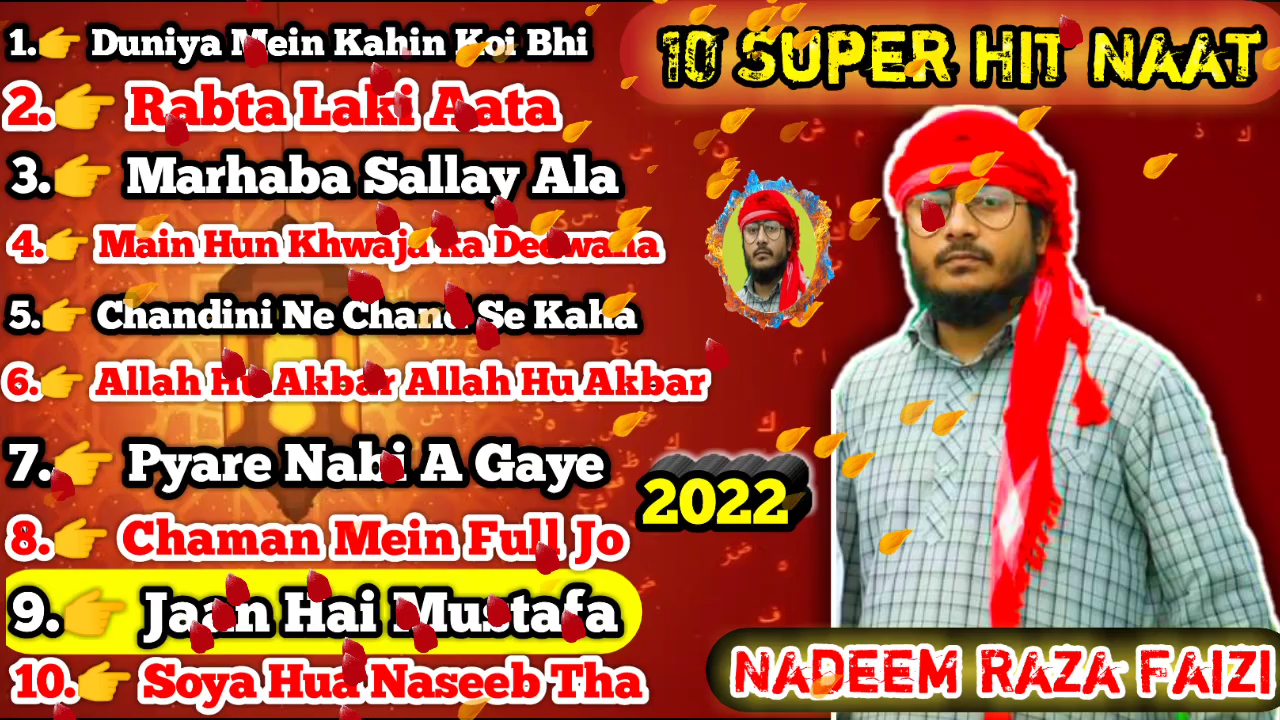 1.👉 Duniya Mein Kahin Koi Bhi
2.👉 Rabta Laki Aata
3.👉 Marhaba Sallay Ala
4.👉 Main Hun Khwaja Ka Deewana
5.👉 Chandini Ne Chand Se Kaha
6.👉 Allah Hu Akbar Allah Hu Akbar
7.👉 Pyare Nabi A Gaye
8.👉 Chaman Mein Full Jo
9.👉 Jaan Hai Mustafa
10.👉 Soya Hua Naseeb Tha
10 SUPER HIT NAAT
2022
NADEEM RAZA FAIZI